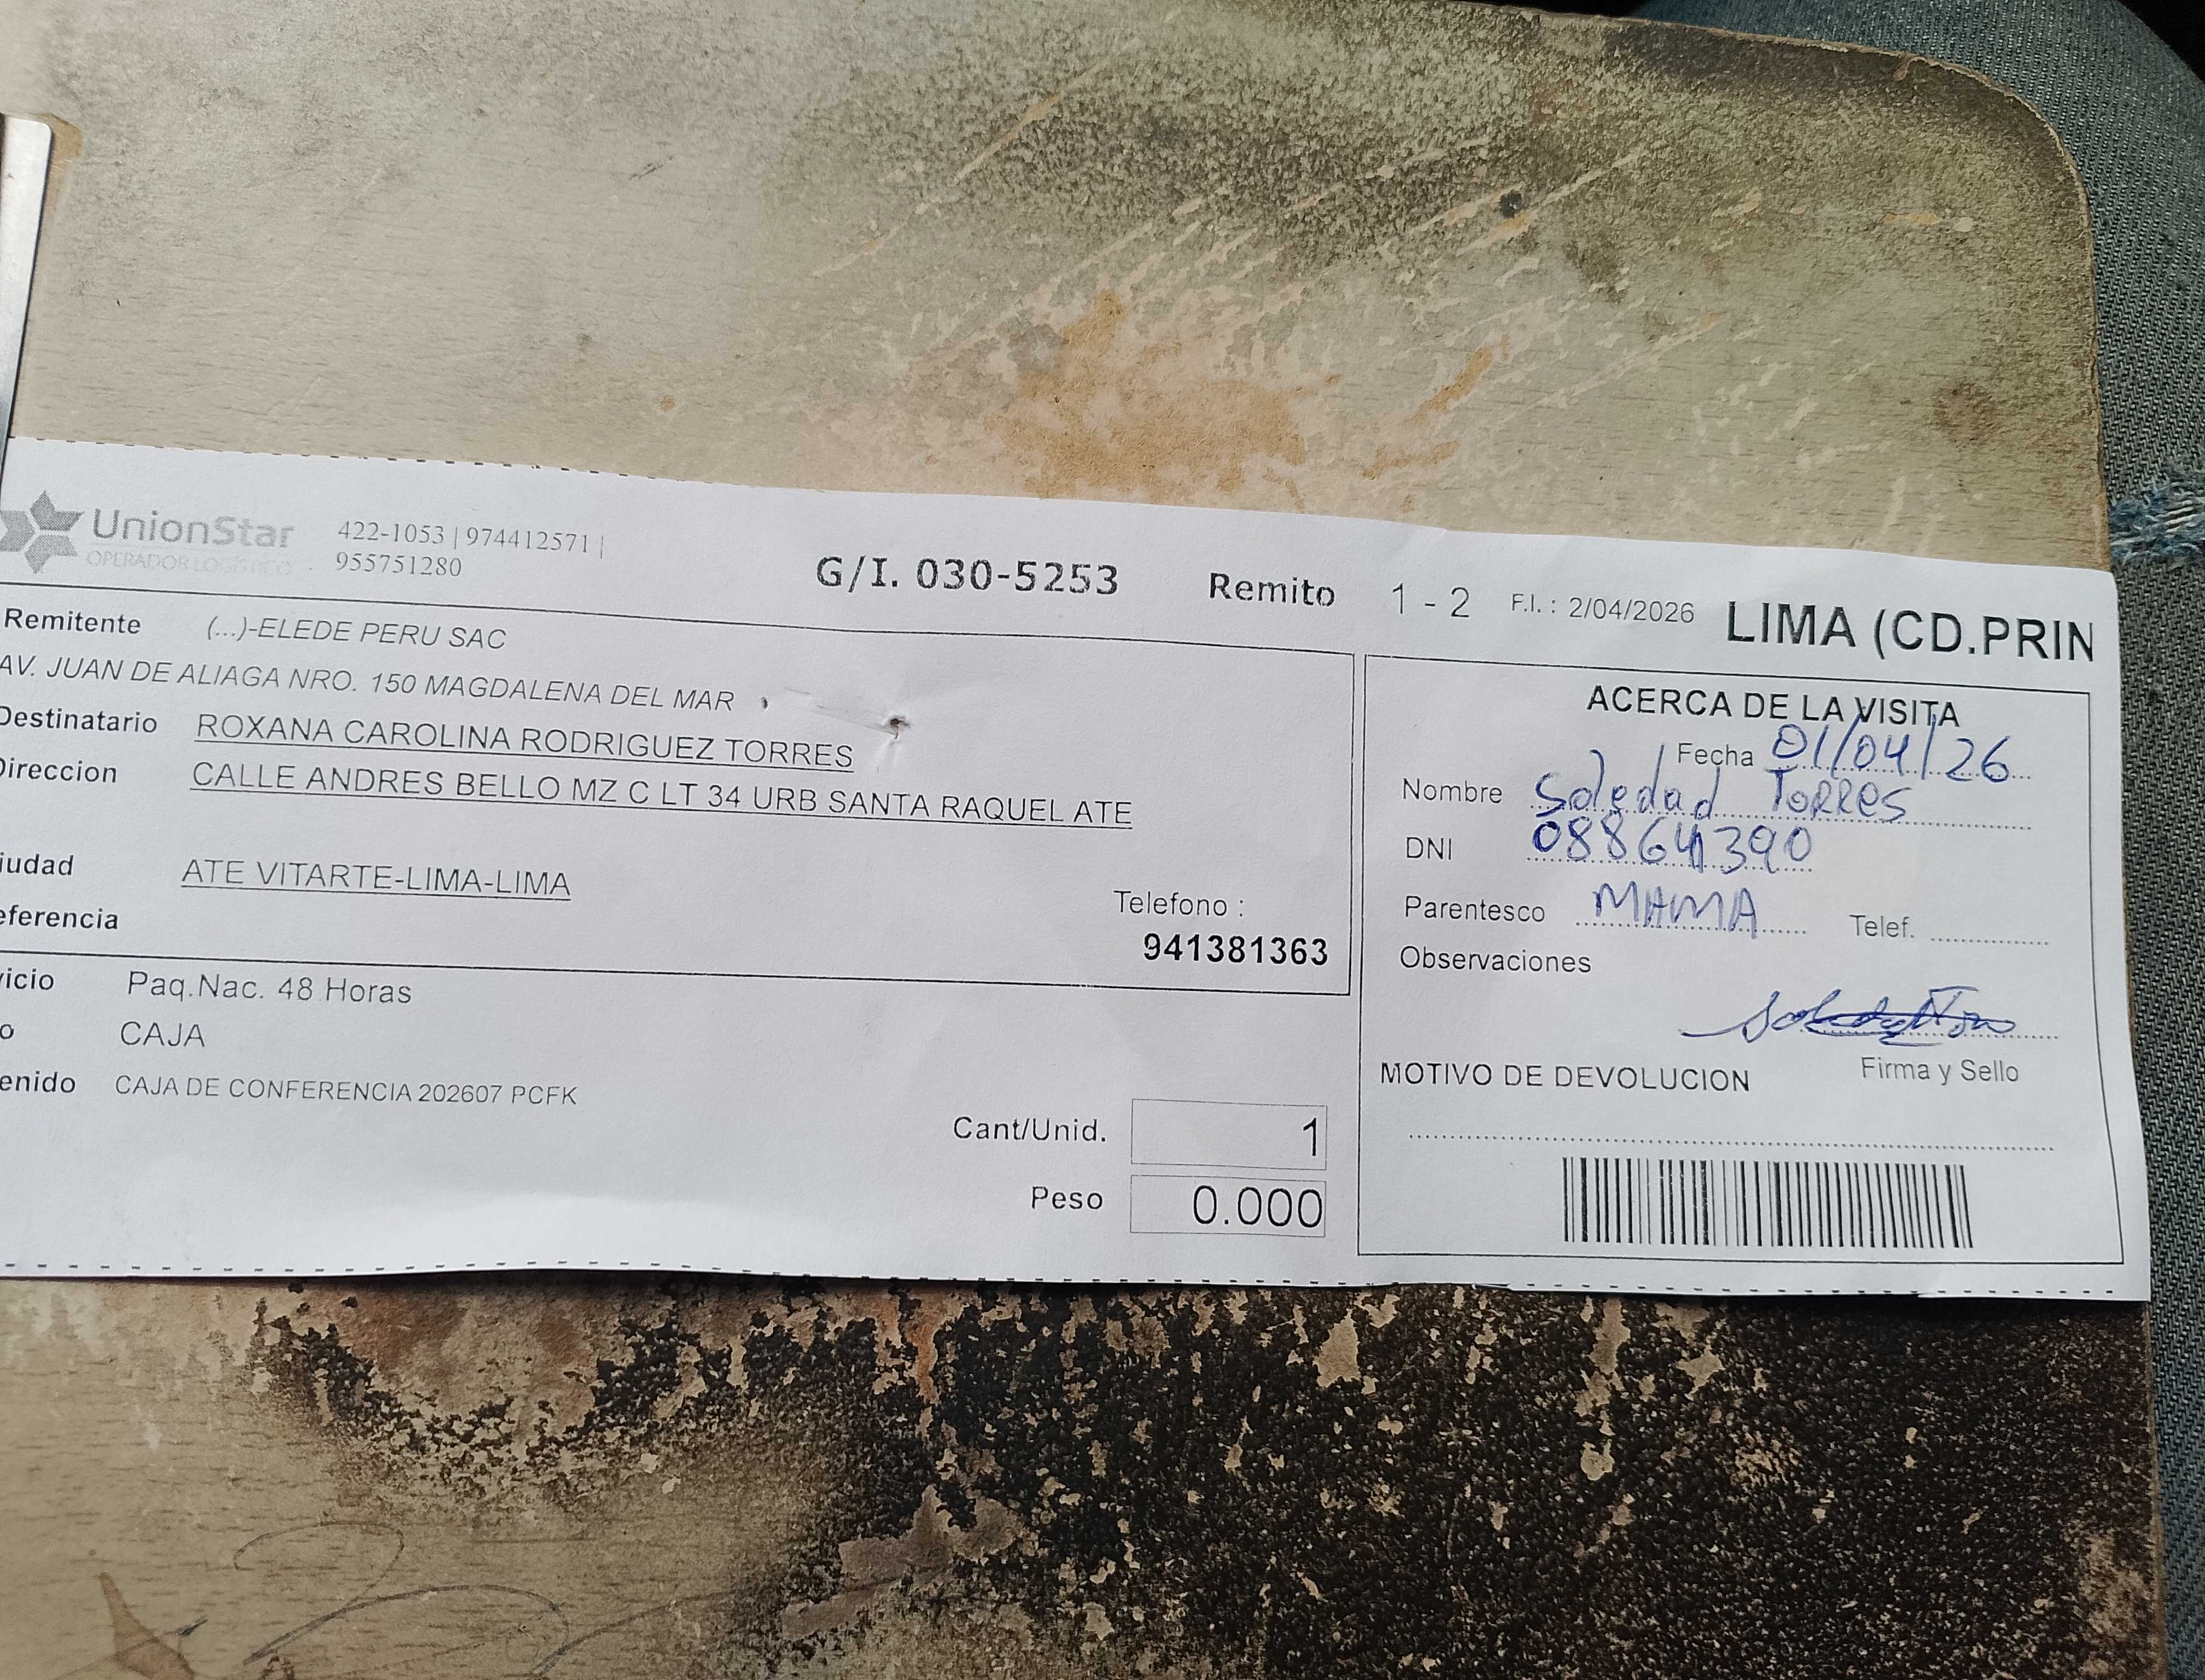 UnionStar
OPERADOR LOGÍSTICO
422-1053 | 974412571 |
955751280
G/I. 030-5253
Remito 1 - 2
F.I. : 2/04/2026
LIMA (CD.PRIN
Remitente (...)-ELEDE PERU SAC
AV. JUAN DE ALIAGA NRO. 150 MAGDALENA DEL MAR
Destinatario ROXANA CAROLINA RODRIGUEZ TORRES
Direccion CALLE ANDRES BELLO MZ C LT 34 URB SANTA RAQUEL ATE
iudad ATE VITARTE-LIMA-LIMA
eferencia
Telefono :
941381363
vicio Paq.Nac. 48 Horas
o CAJA
enido CAJA DE CONFERENCIA 202607 PCFK
Cant/Unid. 1
Peso 0.000
ACERCA DE LA VISITA
Fecha 01/04/26
Nombre Soledad TORRES
DNI 08864390
Parentesco MAMA Telef.
Observaciones
Firma y Sello
MOTIVO DE DEVOLUCION